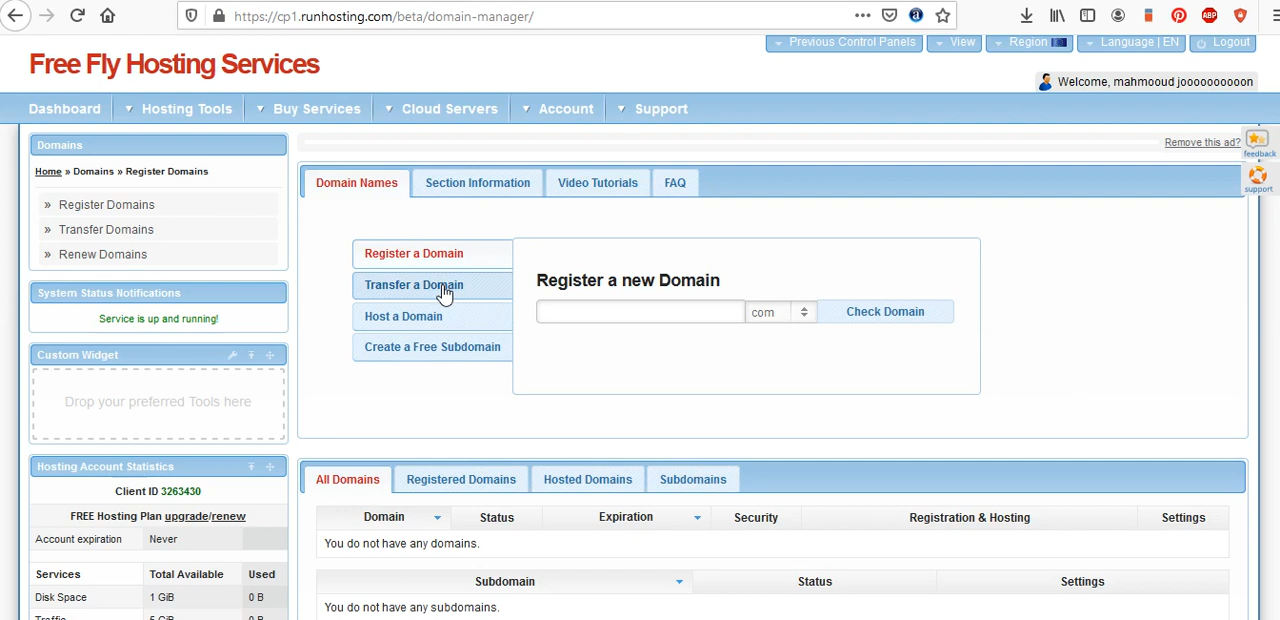 https://cp1.runhosting.com/beta/domain-manager/
ABP
Previous Control Panels
View
Region
Language | EN
Logout
Free Fly Hosting Services
Welcome, mahmooud jooooooooon
Dashboard
Hosting Tools
Buy Services
Cloud Servers
Account
Support
Domains
Home » Domains » Register Domains
» Register Domains
» Transfer Domains
» Renew Domains
System Status Notifications
Service is up and running!
Custom Widget
Drop your preferred Tools here
Hosting Account Statistics
Client ID 3263430
FREE Hosting Plan upgrade/renew
Account expiration Never
Services Total Available Used
Disk Space 1 GiB 0 B
Traffic 5 GiB 0 B
Remove this ad?
feedback
support
Domain Names
Section Information
Video Tutorials
FAQ
Register a Domain
Transfer a Domain
Host a Domain
Create a Free Subdomain
Register a new Domain
com
Check Domain
All Domains
Registered Domains
Hosted Domains
Subdomains
Domain Status Expiration Security Registration & Hosting Settings
You do not have any domains.
Subdomain Status Settings
You do not have any subdomains.